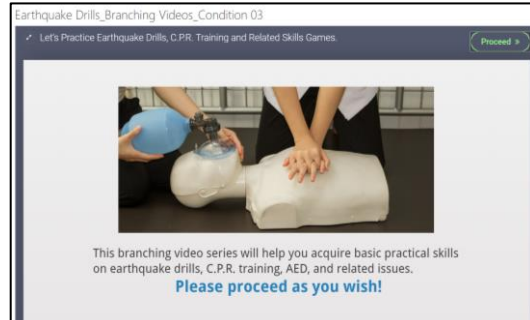 Earthquake Drills_Branching Videos_Condition 03
Let's Practice Earthquake Drills, C.P.R. Training and Related Skills Games.
Proceed »
This branching video series will help you acquire basic practical skills
on earthquake drills, C.P.R. training, AED, and related issues.
Please proceed as you wish!